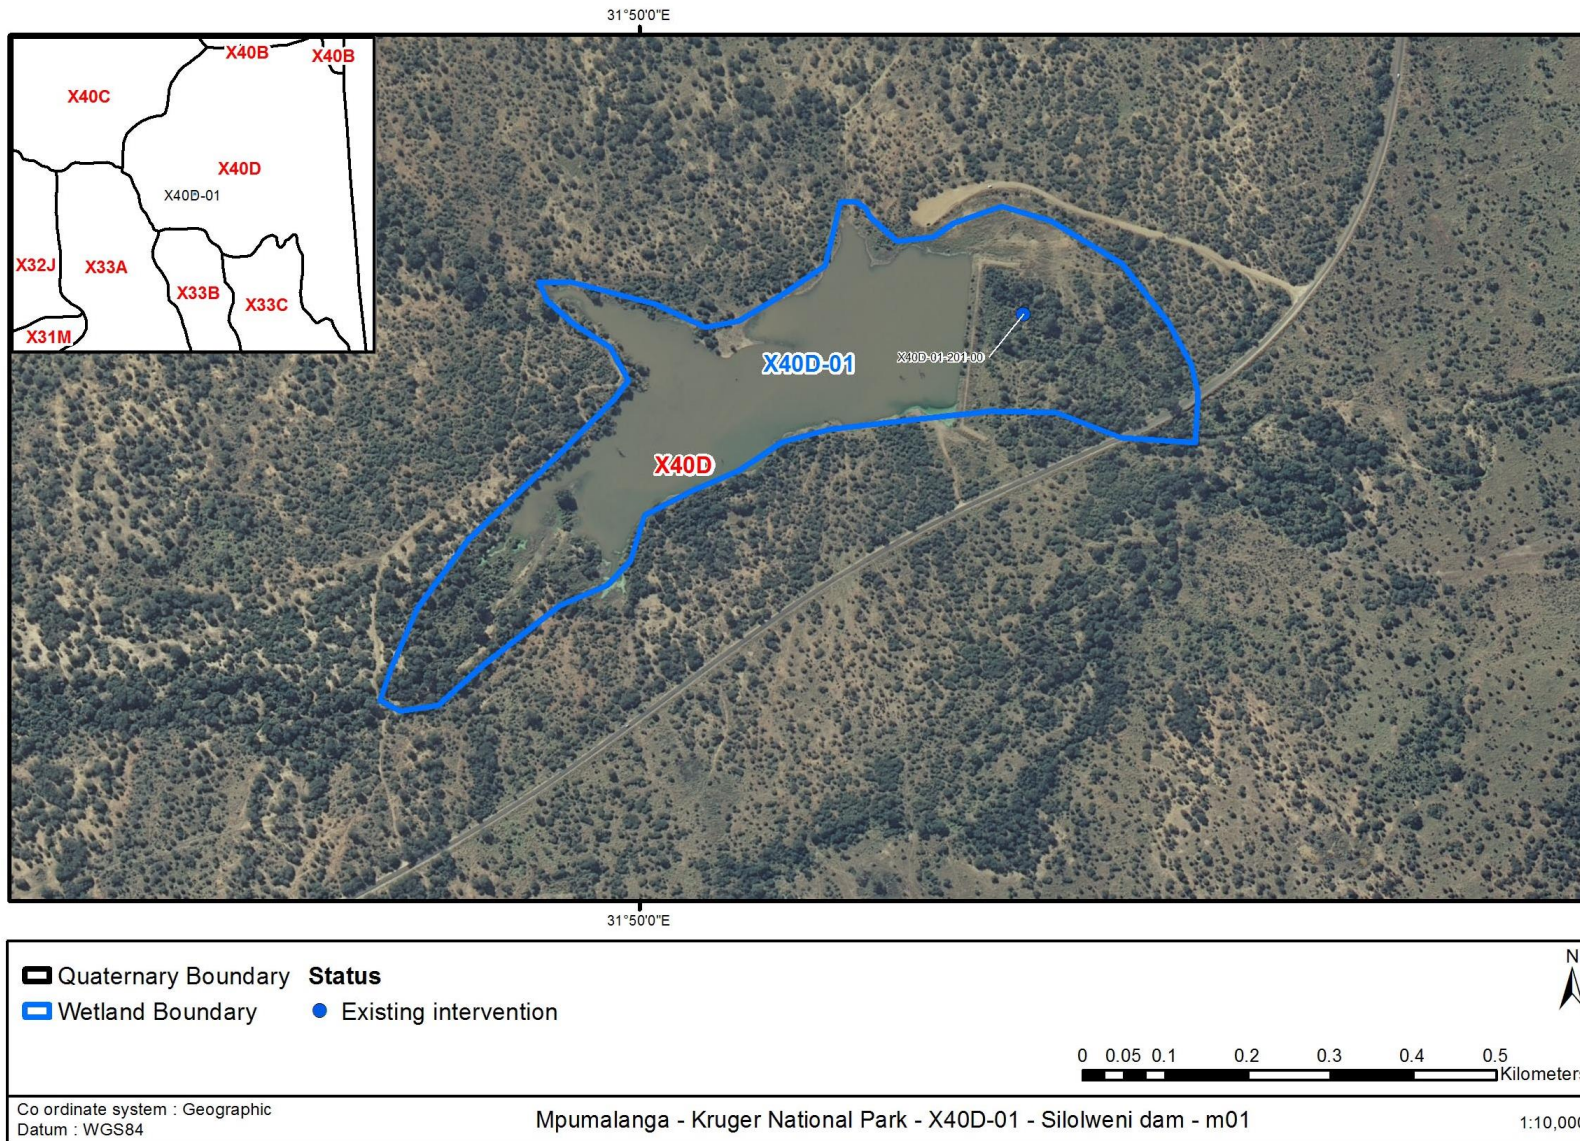 31°50'0"E
X40B
X40B
X40C
X40D
X40D-01
X32J
X33A
X33B
X33C
X31M
X40D-01
X40D-01-201-00
X40D
31°50'0"E
Quaternary Boundary
Status
Wetland Boundary
Existing intervention
N
0 0.05 0.1 0.2 0.3 0.4 0.5
Kilometers
Co ordinate system : Geographic
Datum : WGS84
Mpumalanga - Kruger National Park - X40D-01 - Silolweni dam - m01
1:10,000